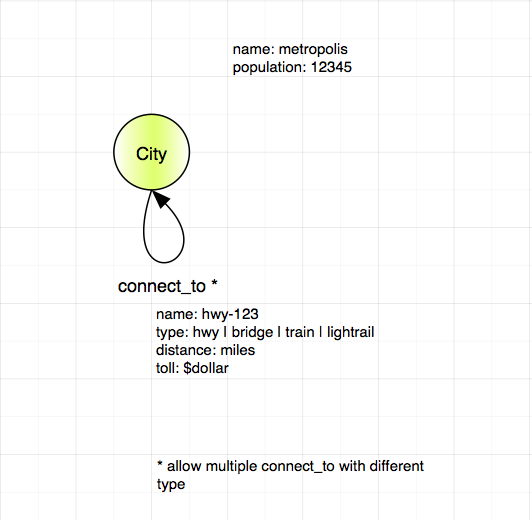 name: metropolis
population: 12345
City
connect_to *
name: hwy-123
type: hwy | bridge | train | lightrail
distance: miles
toll: $dollar
* allow multiple connect_to with different
type